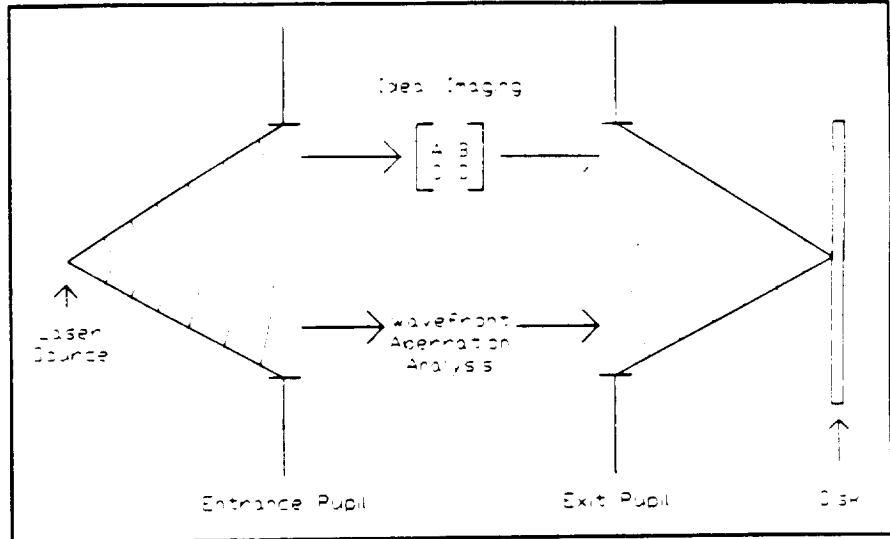 Ideal Imaging
A B
C D
Laser
Source
Wavefront
Aberration
Analysis
Entrance Pupil
Exit Pupil
Disk